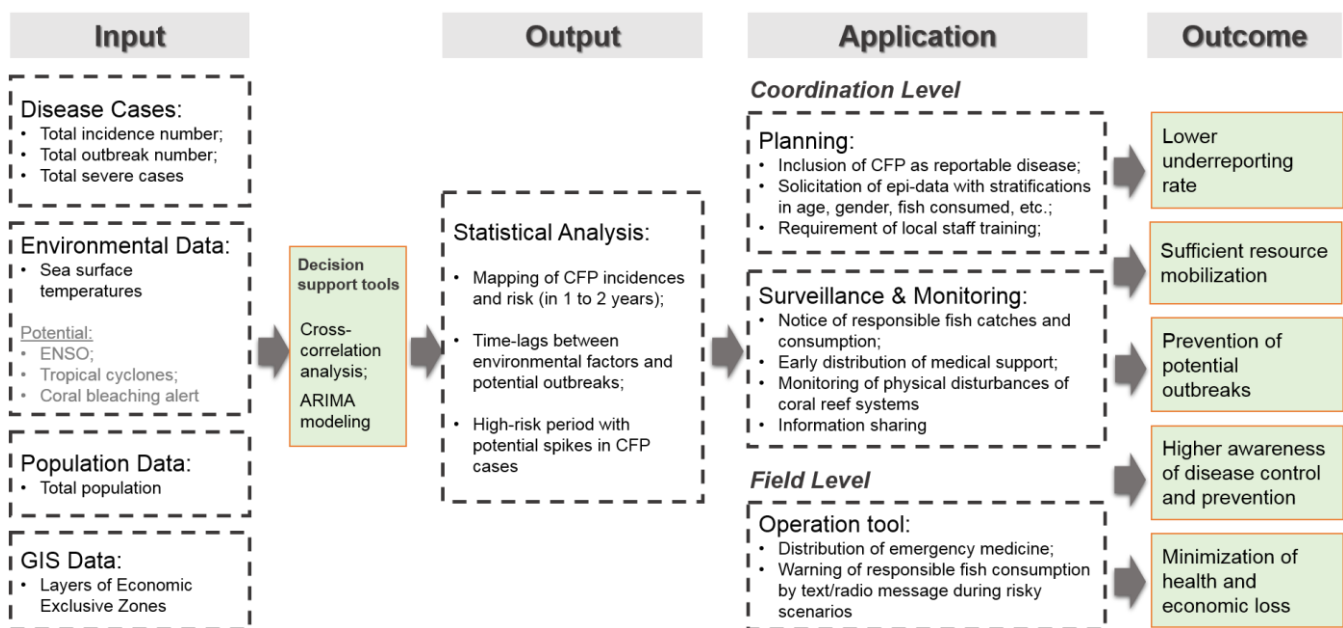 Input
Disease Cases:
• Total incidence number;
• Total outbreak number;
• Total severe cases
Environmental Data:
• Sea surface
temperatures
Potential:
• ENSO;
• Tropical cyclones;
• Coral bleaching alert
Population Data:
• Total population
GIS Data:
• Layers of Economic
Exclusive Zones
Decision
support tools
Cross-
correlation
analysis;
ARIMA
modeling
Output
Statistical Analysis:
• Mapping of CFP incidences
and risk (in 1 to 2 years);
• Time-lags between
environmental factors and
potential outbreaks;
• High-risk period with
potential spikes in CFP
cases
Application
Coordination Level
Planning:
• Inclusion of CFP as reportable disease;
• Solicitation of epi-data with stratifications
in age, gender, fish consumed, etc.;
• Requirement of local staff training;
Surveillance & Monitoring:
• Notice of responsible fish catches and
consumption;
• Early distribution of medical support;
• Monitoring of physical disturbances of
coral reef systems
• Information sharing
Field Level
Operation tool:
• Distribution of emergency medicine;
• Warning of responsible fish consumption
by text/radio message during risky
scenarios
Outcome
Lower
underreporting
rate
Sufficient resource
mobilization
Prevention of
potential
outbreaks
Higher awareness
of disease control
and prevention
Minimization of
health and
economic loss